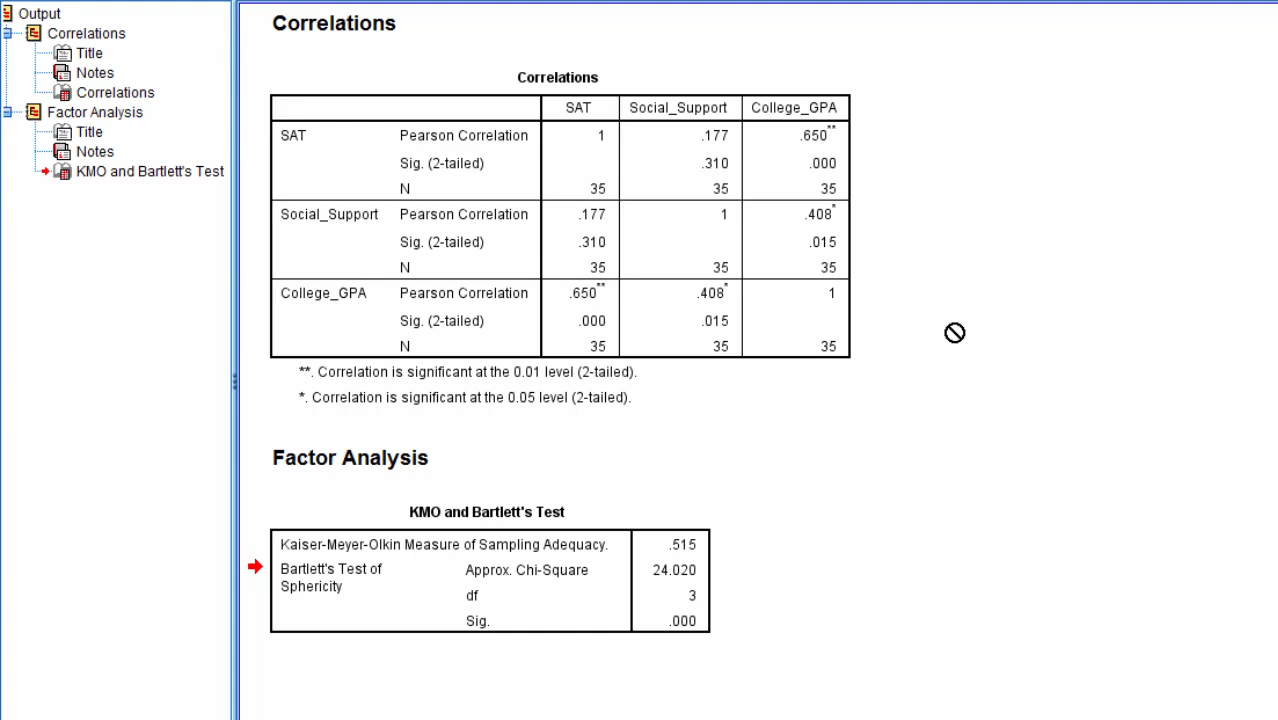 Output
Correlations
Title
Notes
Correlations
Factor Analysis
Title
Notes
KMO and Bartlett's Test
Correlations
Correlations
SAT Social_Support College_GPA
SAT Pearson Correlation 1 .177 .650**
Sig. (2-tailed) .310 .000
N 35 35 35
Social_Support Pearson Correlation .177 1 .408*
Sig. (2-tailed) .310 .015
N 35 35 35
College_GPA Pearson Correlation .650** .408* 1
Sig. (2-tailed) .000 .015
N 35 35 35
**. Correlation is significant at the 0.01 level (2-tailed).
*. Correlation is significant at the 0.05 level (2-tailed).
Factor Analysis
KMO and Bartlett's Test
Kaiser-Meyer-Olkin Measure of Sampling Adequacy. .515
Bartlett's Test of Approx. Chi-Square 24.020
Sphericity
df 3
Sig. .000